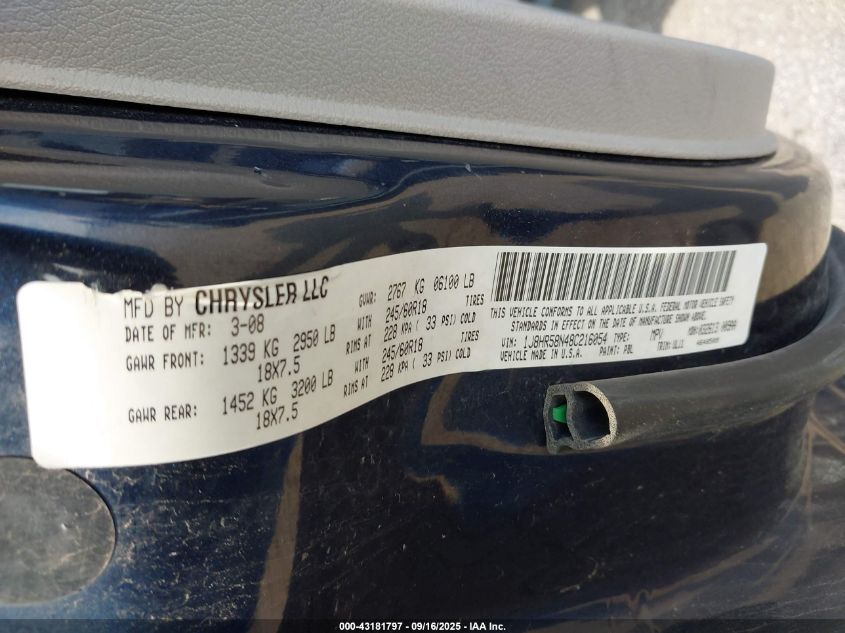 MFD BY CHRYSLER LLC
DATE OF MFR: 3-08
GVWR: 2767 KG 06100 LB
GAWR FRONT: 1339 KG 2950 LB WITH 245/60R18 TIRES
18X7.5 RIMS AT 228 KPA ( 33 PSI) COLD
GAWR REAR: 1452 KG 3200 LB WITH 245/60R18 TIRES
18X7.5 RIMS AT 228 KPA ( 33 PSI) COLD
THIS VEHICLE CONFORMS TO ALL APPLICABLE U.S.A. FEDERAL MOTOR VEHICLE SAFETY
STANDARDS IN EFFECT ON THE DATE OF MANUFACTURE SHOWN ABOVE.
VIN: 1J8HR58N48C216054 TYPE: MPV
VEHICLE MADE IN U.S.A. PAINT: PBL TRIM:
000-43181797 - 09/16/2025 - IAA Inc.